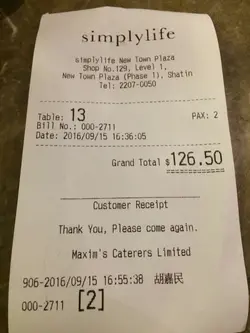 simplylife
simplylife New Town Plaza
Shop No.129, Level 1,
New Town Plaza (Phase 1), Shatin
Tel: 2207-0050
Table: 13 PAX: 2
Bill No.: 000-2711
Date: 2016/09/15 16:36:05
Grand Total $126.50
Customer Receipt
Thank You, Please come again.
Maxim's Caterers Limited
906-2016/09/15 16:55:38 胡嘉民
000-2711 [2]